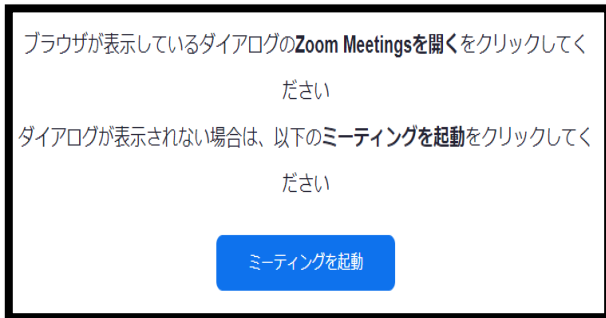 ブラウザが表示しているダイアログのZoom Meetingsを開くをクリックしてく
ださい
ダイアログが表示されない場合は、以下のミーティングを起動をクリックしてく
ださい
ミーティングを起動